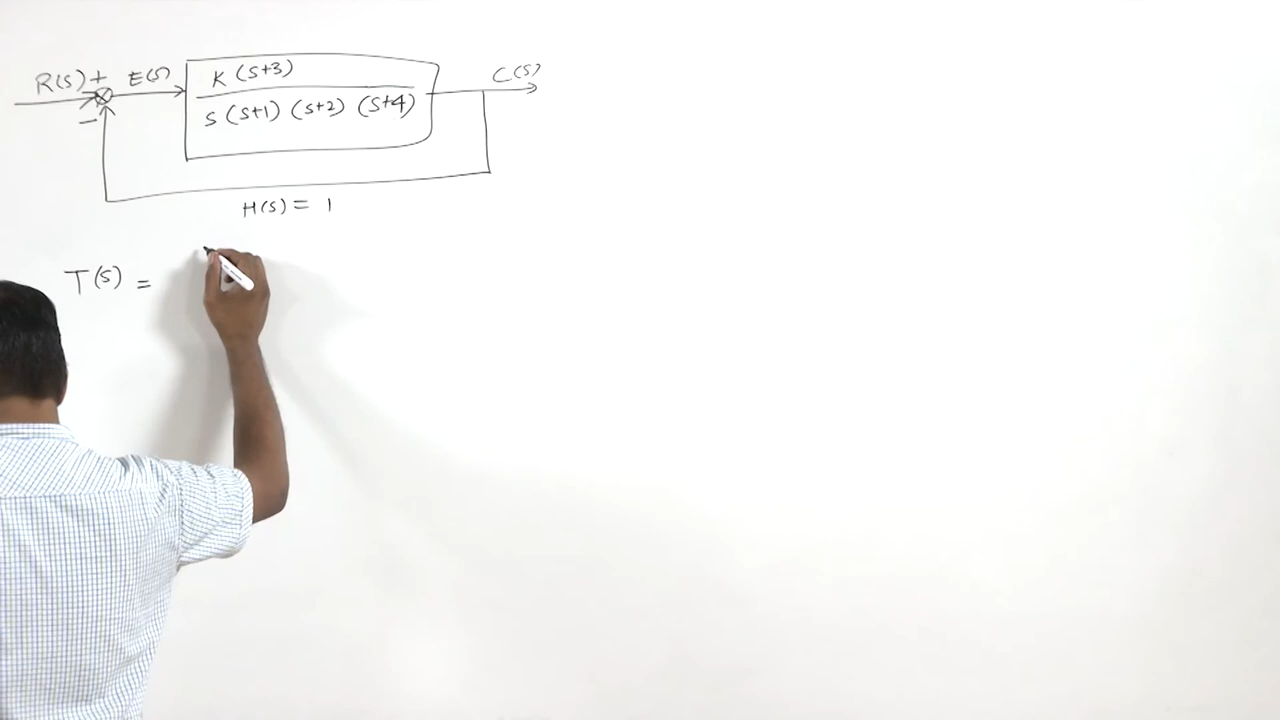 R(s) + E(s) K (s+3) C(s)
− s (s+1) (s+2) (s+4)
H(s) = 1
T(s) =